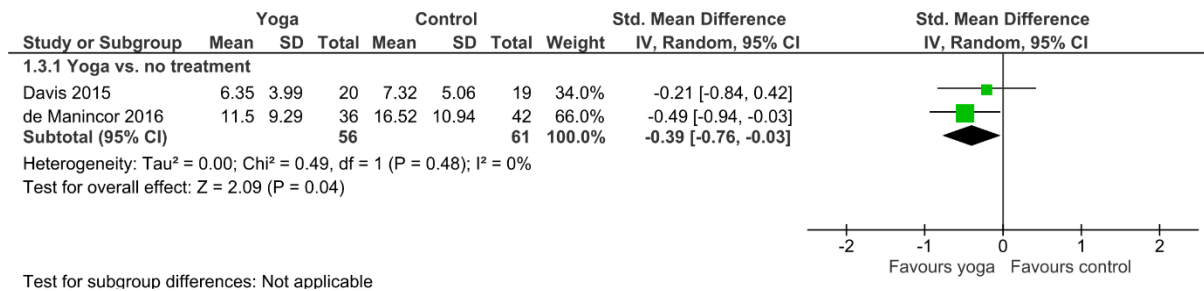 Yoga Control Std. Mean Difference Std. Mean Difference
Study or Subgroup Mean SD Total Mean SD Total Weight IV, Random, 95% CI IV, Random, 95% CI
1.3.1 Yoga vs. no treatment
Davis 2015 6.35 3.99 20 7.32 5.06 19 34.0% -0.21 [-0.84, 0.42]
de Manincor 2016 11.5 9.29 36 16.52 10.94 42 66.0% -0.49 [-0.94, -0.03]
Subtotal (95% CI) 56 61 100.0% -0.39 [-0.76, -0.03]
Heterogeneity: Tau² = 0.00; Chi² = 0.49, df = 1 (P = 0.48); I² = 0%
Test for overall effect: Z = 2.09 (P = 0.04)
-2 -1 0 1 2
Favours yoga Favours control
Test for subgroup differences: Not applicable